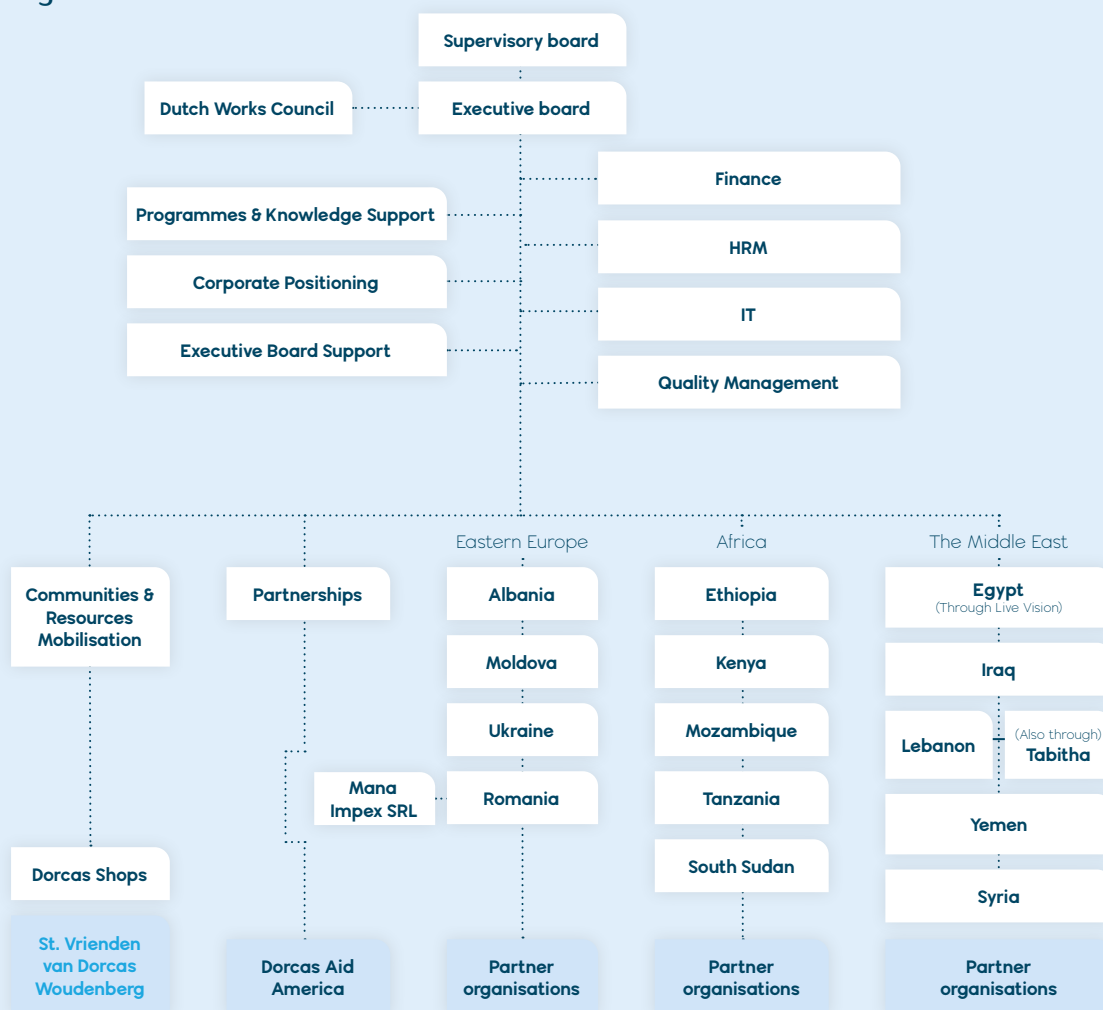 Supervisory board
Dutch Works Council
Executive board
Finance
Programmes & Knowledge Support
HRM
Corporate Positioning
IT
Executive Board Support
Quality Management
Eastern Europe
Africa
The Middle East
Communities &
Resources
Mobilisation
Partnerships
Albania
Ethiopia
Egypt
(Through Live Vision)
Moldova
Kenya
Iraq
Ukraine
Mozambique
Lebanon
(Also through)
Tabitha
Mana
Impex SRL
Romania
Tanzania
Yemen
Dorcas Shops
South Sudan
Syria
St. Vrienden
van Dorcas
Woudenberg
Dorcas Aid
America
Partner
organisations
Partner
organisations
Partner
organisations